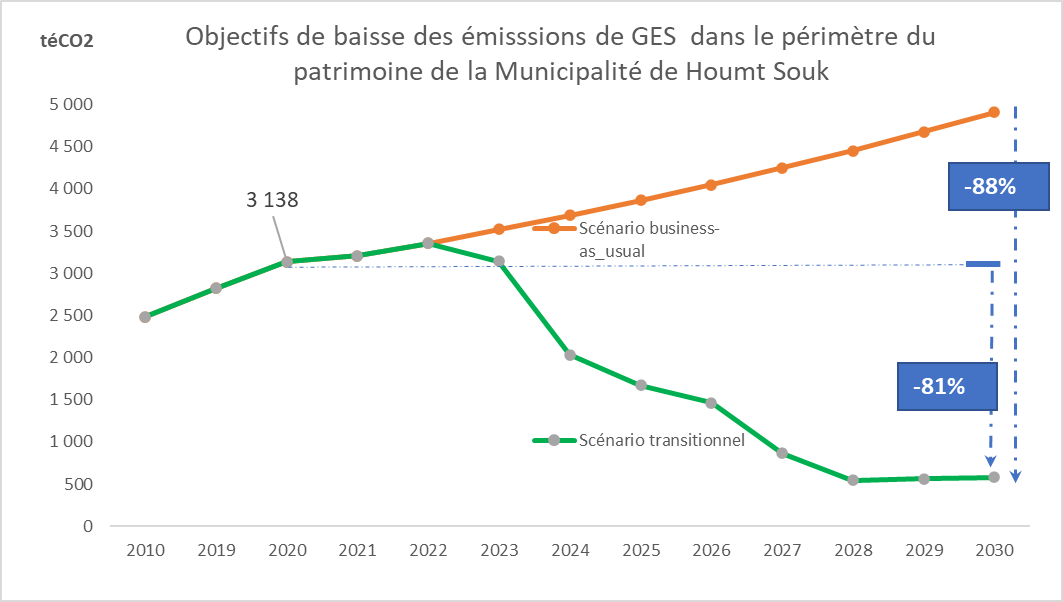 téCO2
Objectifs de baisse des émisssions de GES dans le périmètre du
patrimoine de la Municipalité de Houmt Souk
5 000
4 500
4 000
3 500
3 000
2 500
2 000
1 500
1 000
500
0
3 138
-88%
Scénario business-
as_usual
-81%
Scénario transitionnel
2010 2019 2020 2021 2022 2023 2024 2025 2026 2027 2028 2029 2030